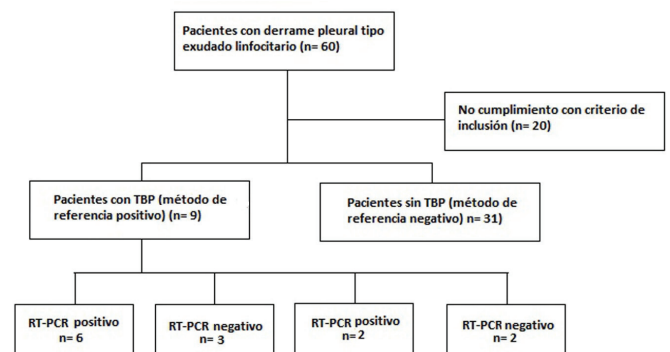 Pacientes con derrame pleural tipo
exudado linfocitario (n= 60)
No cumplimiento con criterio de
inclusión (n= 20)
Pacientes con TBP (método de
referencia positivo) (n= 9)
Pacientes sin TBP (método de
referencia negativo) n= 31)
RT-PCR positivo
n= 6
RT-PCR negativo
n= 3
RT-PCR positivo
n= 2
RT-PCR negativo
n= 2